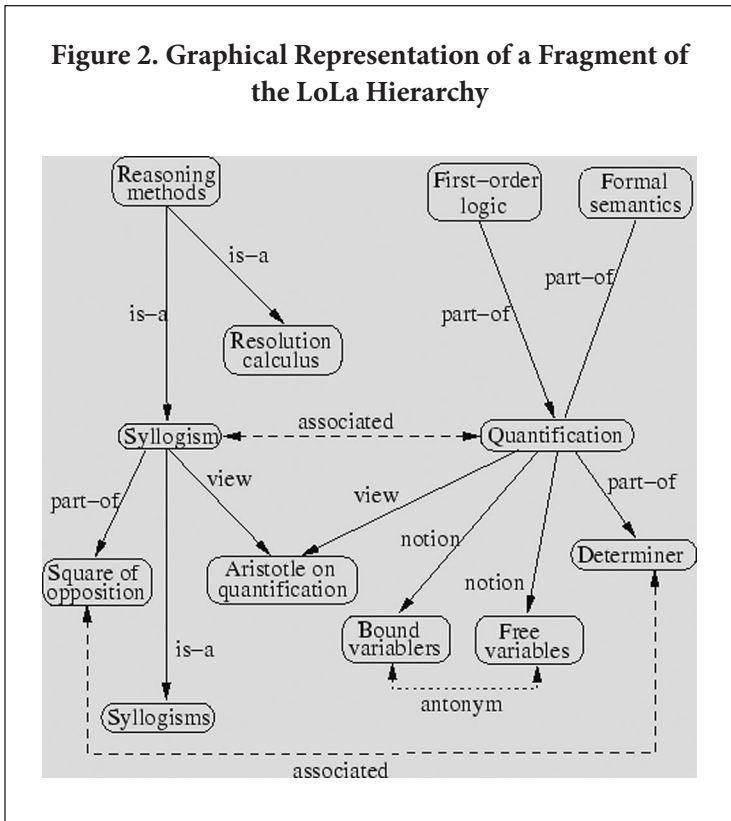 Figure 2. Graphical Representation of a Fragment of
the LoLa Hierarchy
Reasoning
methods
First-order
logic
Formal
semantics
is-a
part-of
is-a
part-of
Resolution
calculus
Syllogism
associated
Quantification
part-of
view
view
part-of
notion
Square of
opposition
Aristotle on
quantification
notion
Determiner
Bound
variablers
Free
variables
is-a
antonym
Syllogisms
associated